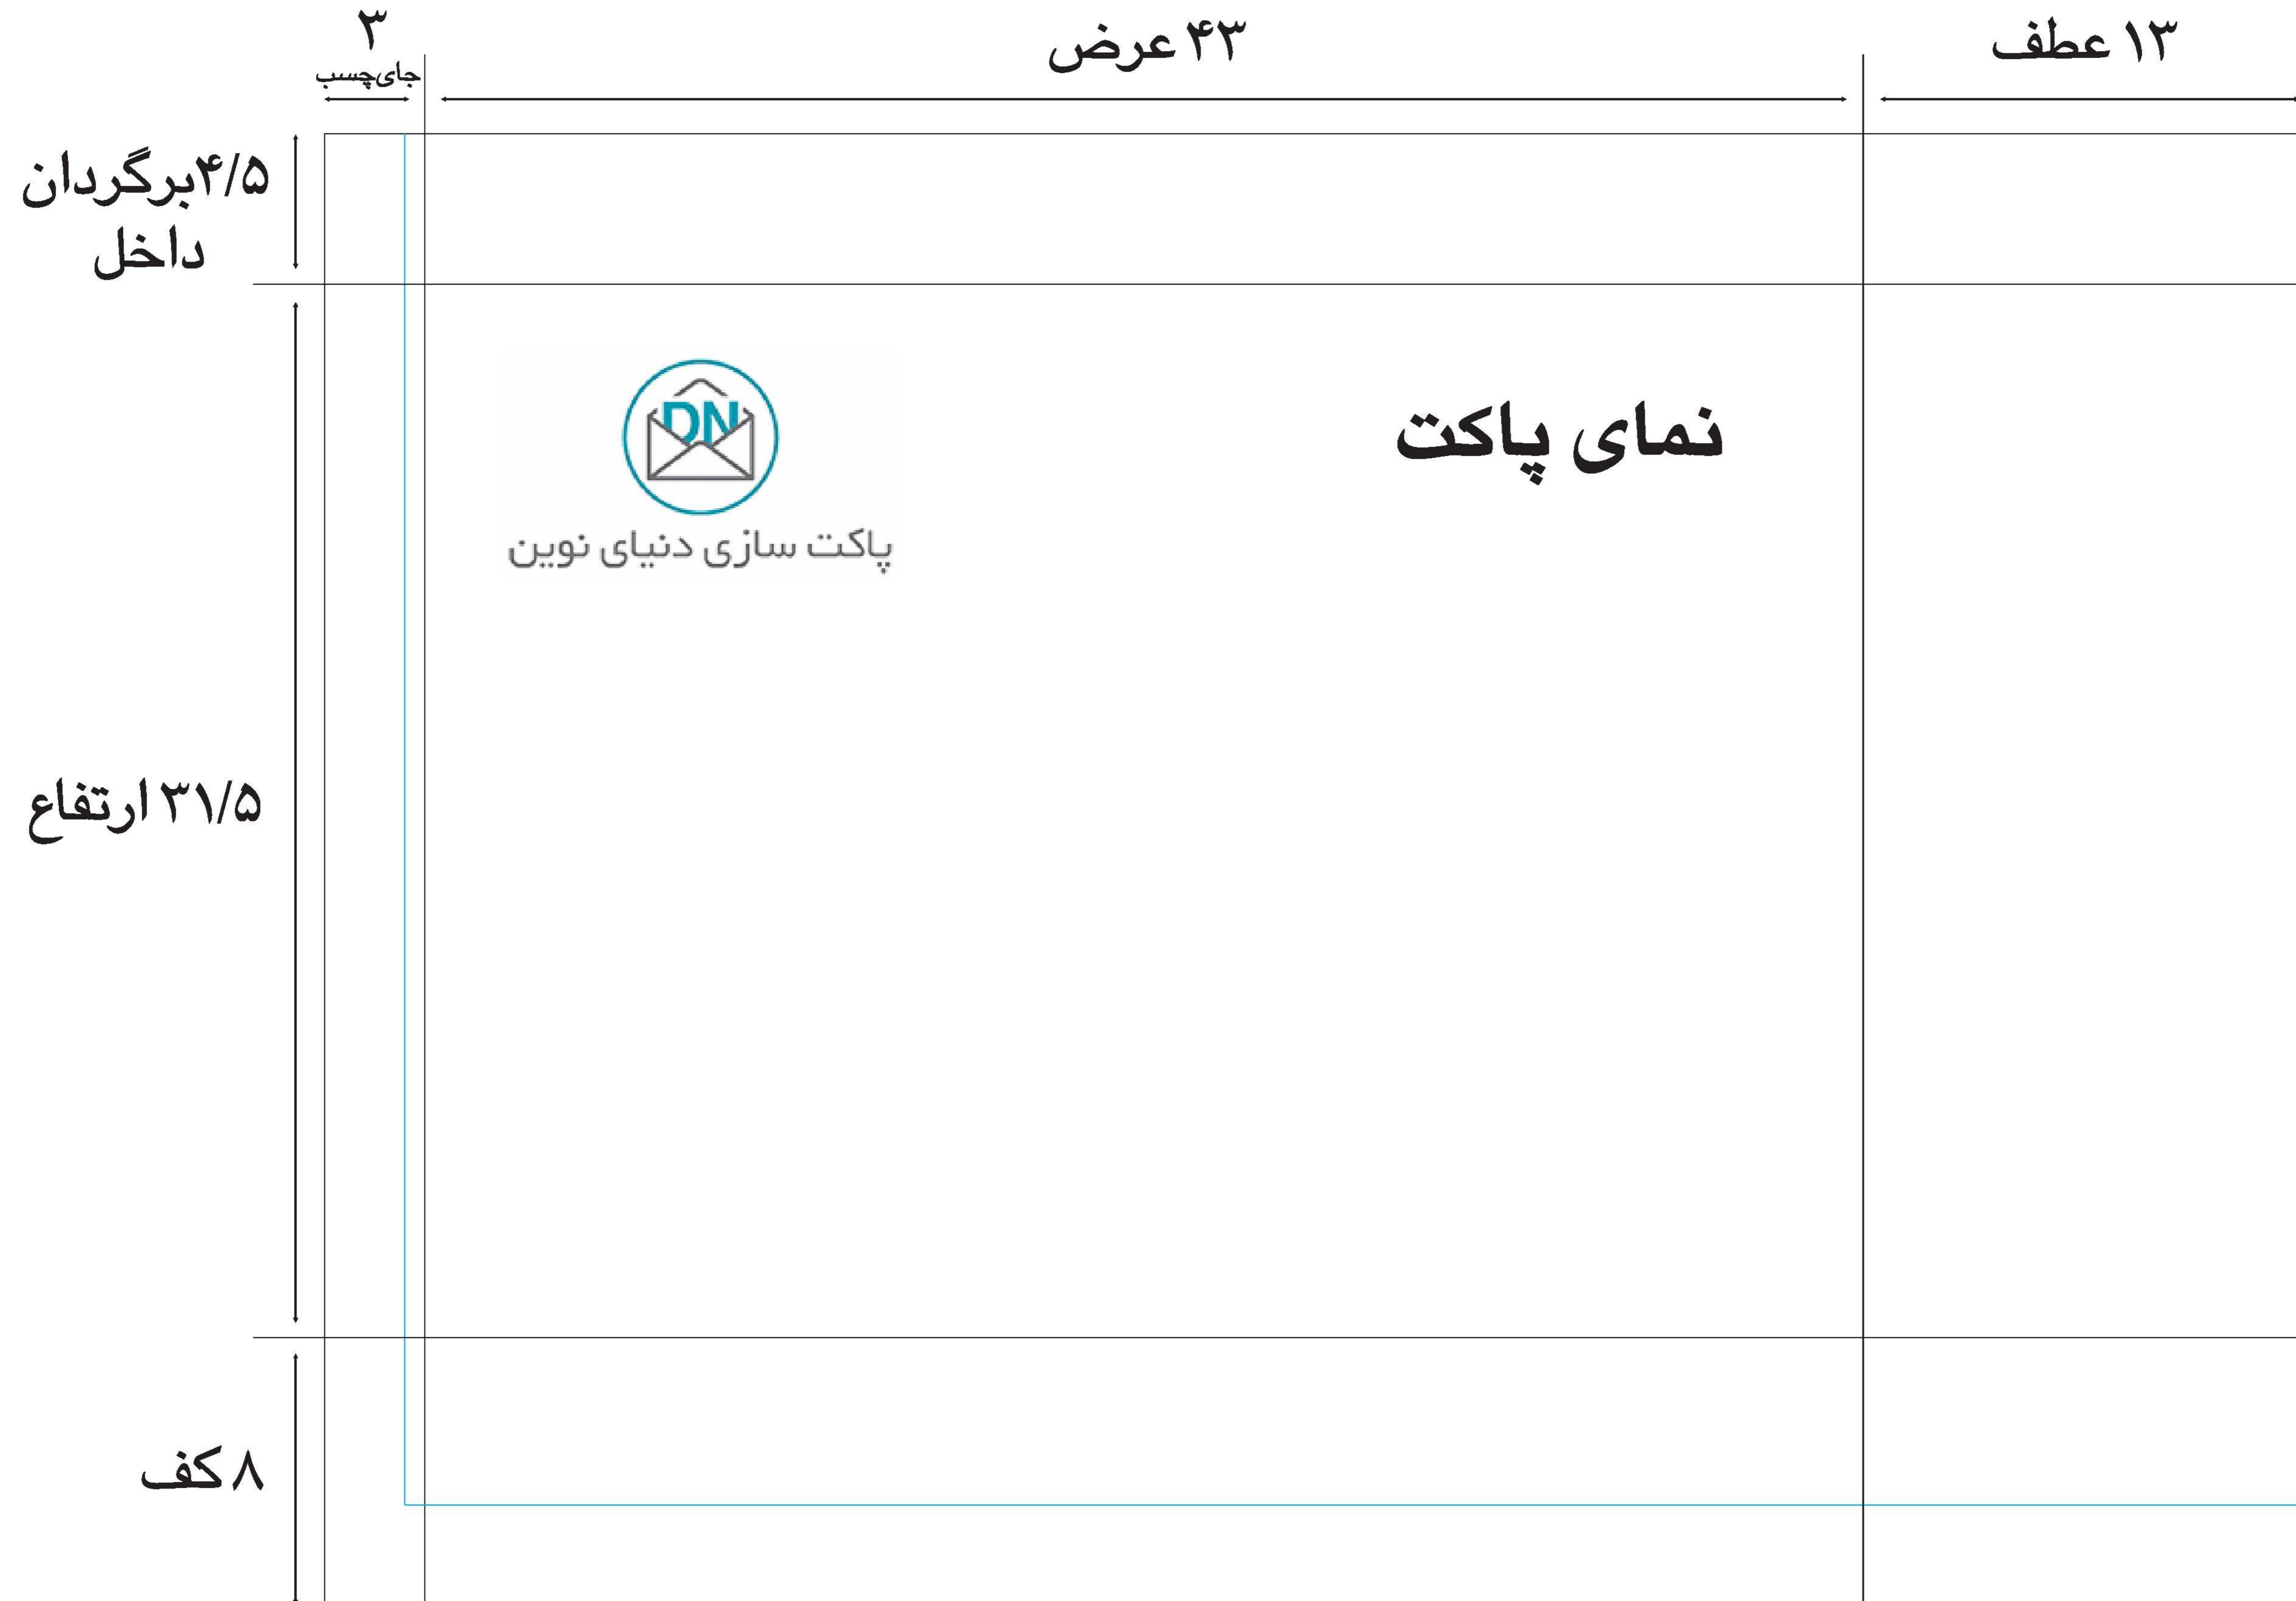 ۳
جای‌چسب
۴۳ عرض
۱۳ عطف
۴/۵برگردان
داخل
DN
پاکت سازی دنیای نوین
نمای پاکت
۳۱/۵ ارتفاع
۸ کف